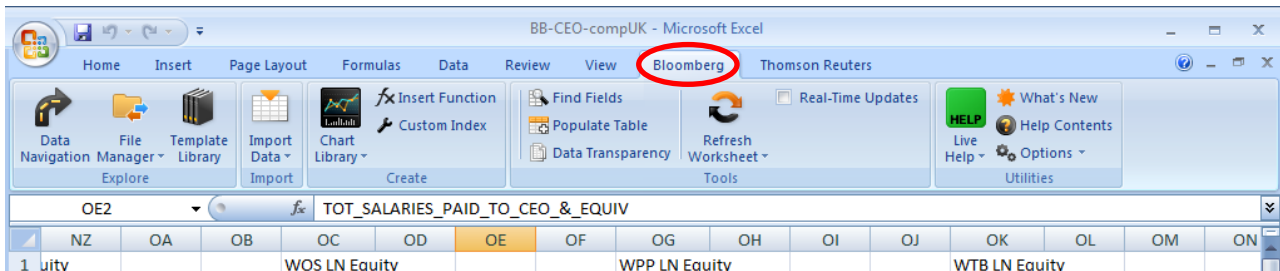 BB-CEO-compUK - Microsoft Excel
Home Insert Page Layout Formulas Data Review View Bloomberg Thomson Reuters
Data Navigation
File Manager
Template Library
Explore
Import Data
Import
Chart Library
fx Insert Function
Custom Index
Create
Find Fields
Populate Table
Data Transparency
Refresh Worksheet
Real-Time Updates
Tools
HELP
Live Help
What's New
Help Contents
Options
Utilities
OE2 fx TOT_SALARIES_PAID_TO_CEO_&_EQUIV
NZ OA OB OC OD OE OF OG OH OI OJ OK OL OM ON
1 uity WOS LN Equity WPP LN Equity WTB LN Equity